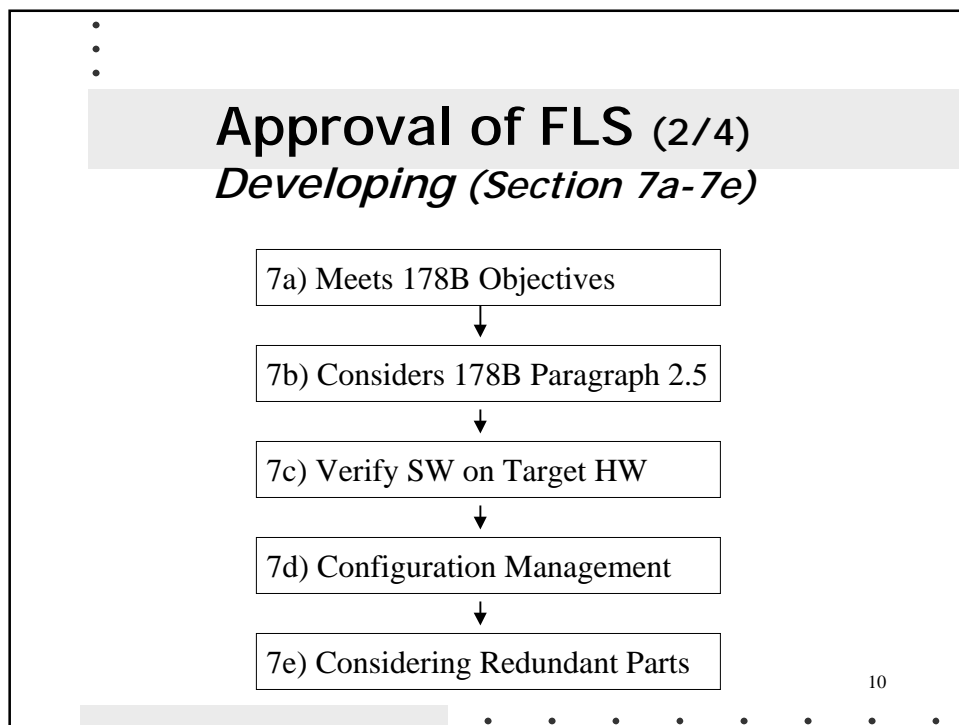 Approval of FLS (2/4)
Developing (Section 7a-7e)
7a) Meets 178B Objectives
7b) Considers 178B Paragraph 2.5
7c) Verify SW on Target HW
7d) Configuration Management
7e) Considering Redundant Parts
10